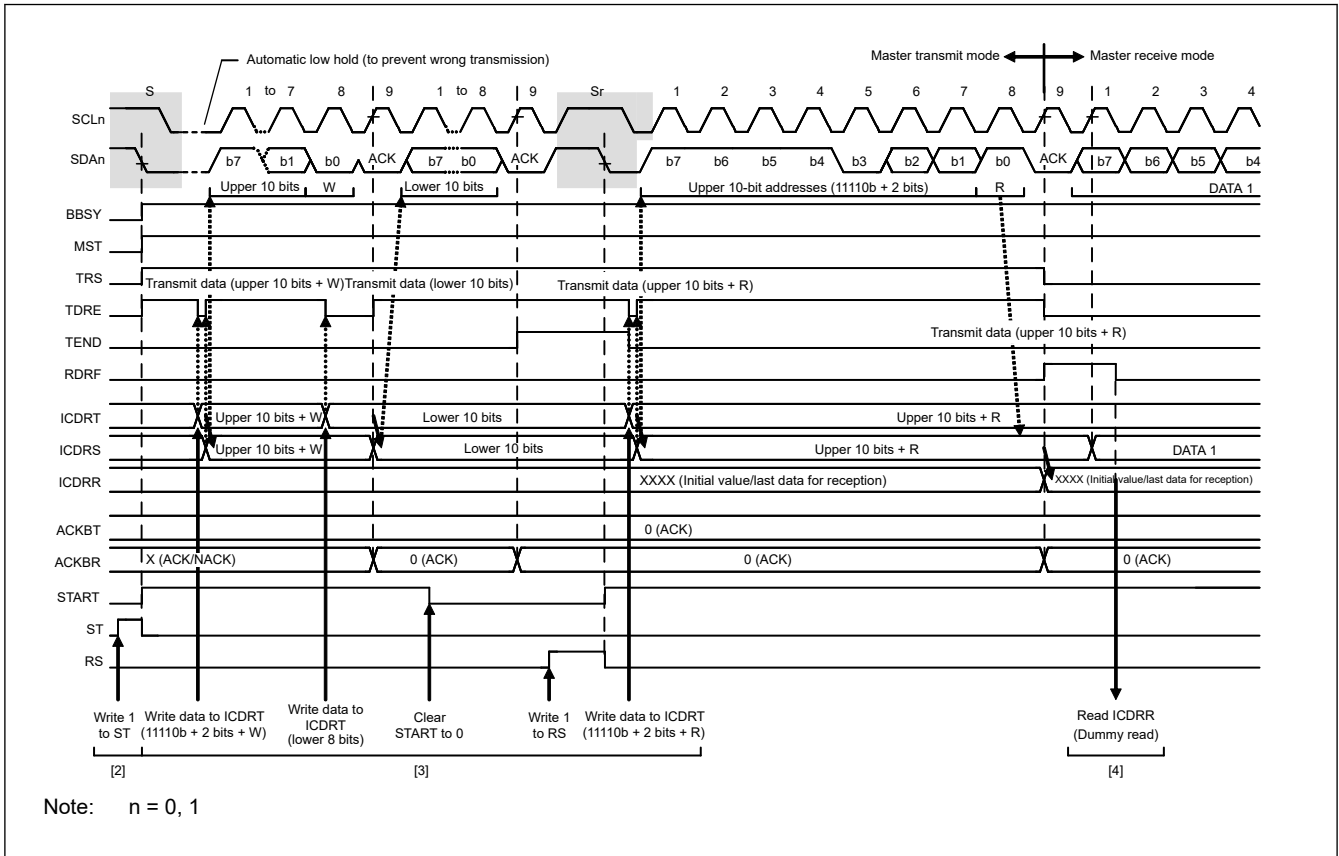 Automatic low hold (to prevent wrong transmission)
Master transmit mode
Master receive mode
S 1 to 7 8 9 1 to 8 9 Sr 1 2 3 4 5 6 7 8 9 1 2 3 4
SCLn
SDAn b7 b1 b0 ACK b7 b0 ACK b7 b6 b5 b4 b3 b2 b1 b0 ACK b7 b6 b5 b4
Upper 10 bits W Lower 10 bits Upper 10-bit addresses (11110b + 2 bits) R DATA 1
BBSY
MST
TRS
Transmit data (upper 10 bits + W) Transmit data (lower 10 bits) Transmit data (upper 10 bits + R)
TDRE
Transmit data (upper 10 bits + R)
TEND
RDRF
ICDRT Upper 10 bits + W Lower 10 bits Upper 10 bits + R
ICDRS Upper 10 bits + W Lower 10 bits Upper 10 bits + R DATA 1
ICDRR XXXX (Initial value/last data for reception) XXXX (Initial value/last data for reception)
ACKBT 0 (ACK)
ACKBR X (ACK/NACK) 0 (ACK) 0 (ACK) 0 (ACK)
START
ST
RS
Write 1
to ST
Write data to ICDRT
(11110b + 2 bits + W)
Write data to
ICDRT
(lower 8 bits)
Clear
START to 0
Write 1
to RS
Write data to ICDRT
(11110b + 2 bits + R)
Read ICDRR
(Dummy read)
[2] [3] [4]
Note: n = 0, 1